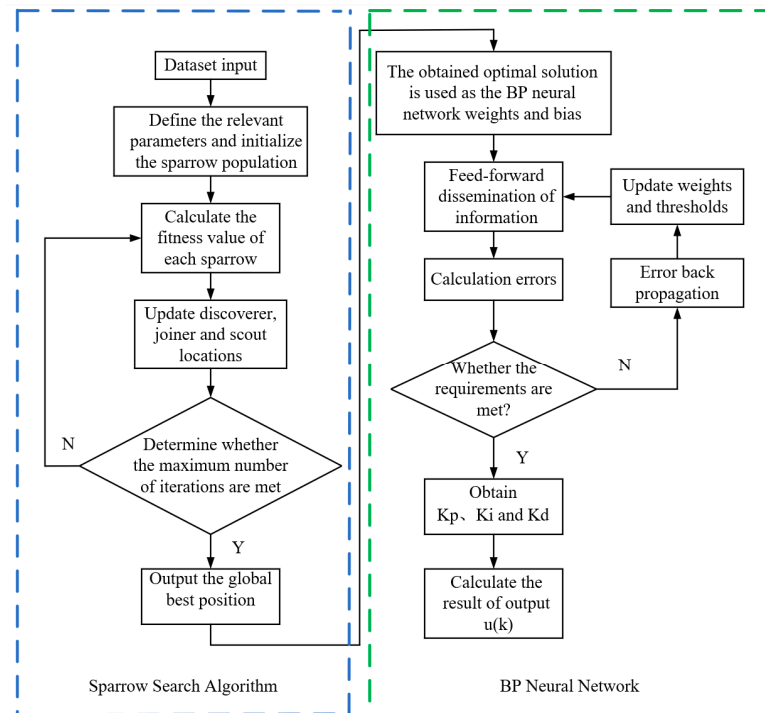 Dataset input
Define the relevant
parameters and initialize
the sparrow population
Calculate the
fitness value of
each sparrow
Update discoverer,
joiner and scout
locations
N
Determine whether
the maximum number
of iterations are met
Y
Output the global
best position
Sparrow Search Algorithm
The obtained optimal solution
is used as the BP neural
network weights and bias
Feed-forward
dissemination of
information
Update weights
and thresholds
Calculation errors
Error back
propagation
Whether the
requirements are
met?
N
Y
Obtain
Kp、Ki and Kd
Calculate the
result of output
u(k)
BP Neural Network